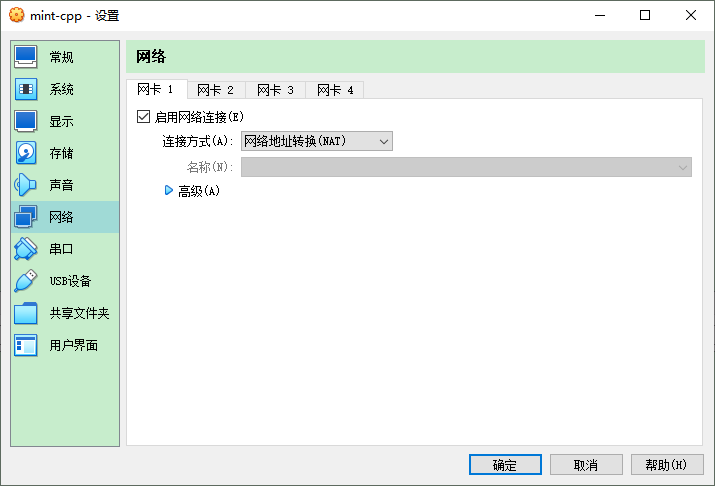 mint-cpp - 设置
常规
系统
显示
存储
声音
网络
串口
USB设备
共享文件夹
用户界面
网络
网卡 1 网卡 2 网卡 3 网卡 4
启用网络连接(E)
连接方式(A): 网络地址转换(NAT)
名称(N):
高级(A)
确定 取消 帮助(H)